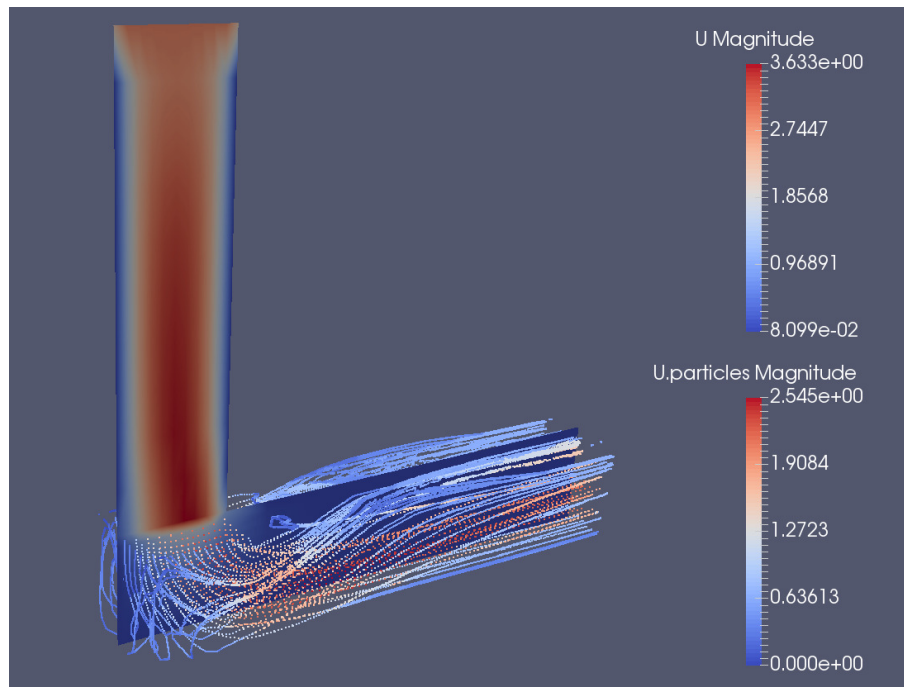 U Magnitude
3.633e+00
2.7447
1.8568
0.96891
8.099e-02
U.particles Magnitude
2.545e+00
1.9084
1.2723
0.63613
0.000e+00